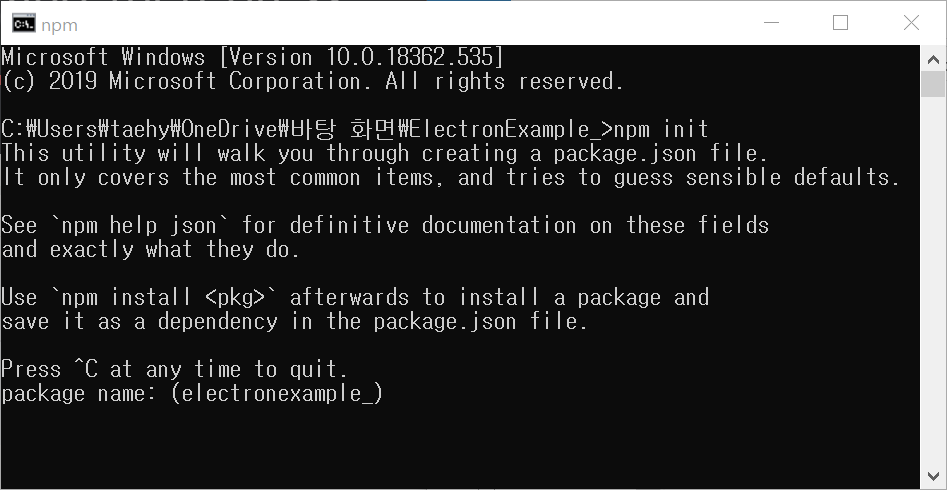 npm
Microsoft Windows [Version 10.0.18362.535]
(c) 2019 Microsoft Corporation. All rights reserved.
C:₩Users₩taehy₩OneDrive₩바탕 화면₩ElectronExample_>npm init
This utility will walk you through creating a package.json file.
It only covers the most common items, and tries to guess sensible defaults.
See `npm help json` for definitive documentation on these fields
and exactly what they do.
Use `npm install <pkg>` afterwards to install a package and
save it as a dependency in the package.json file.
Press ^C at any time to quit.
package name: (electronexample_)